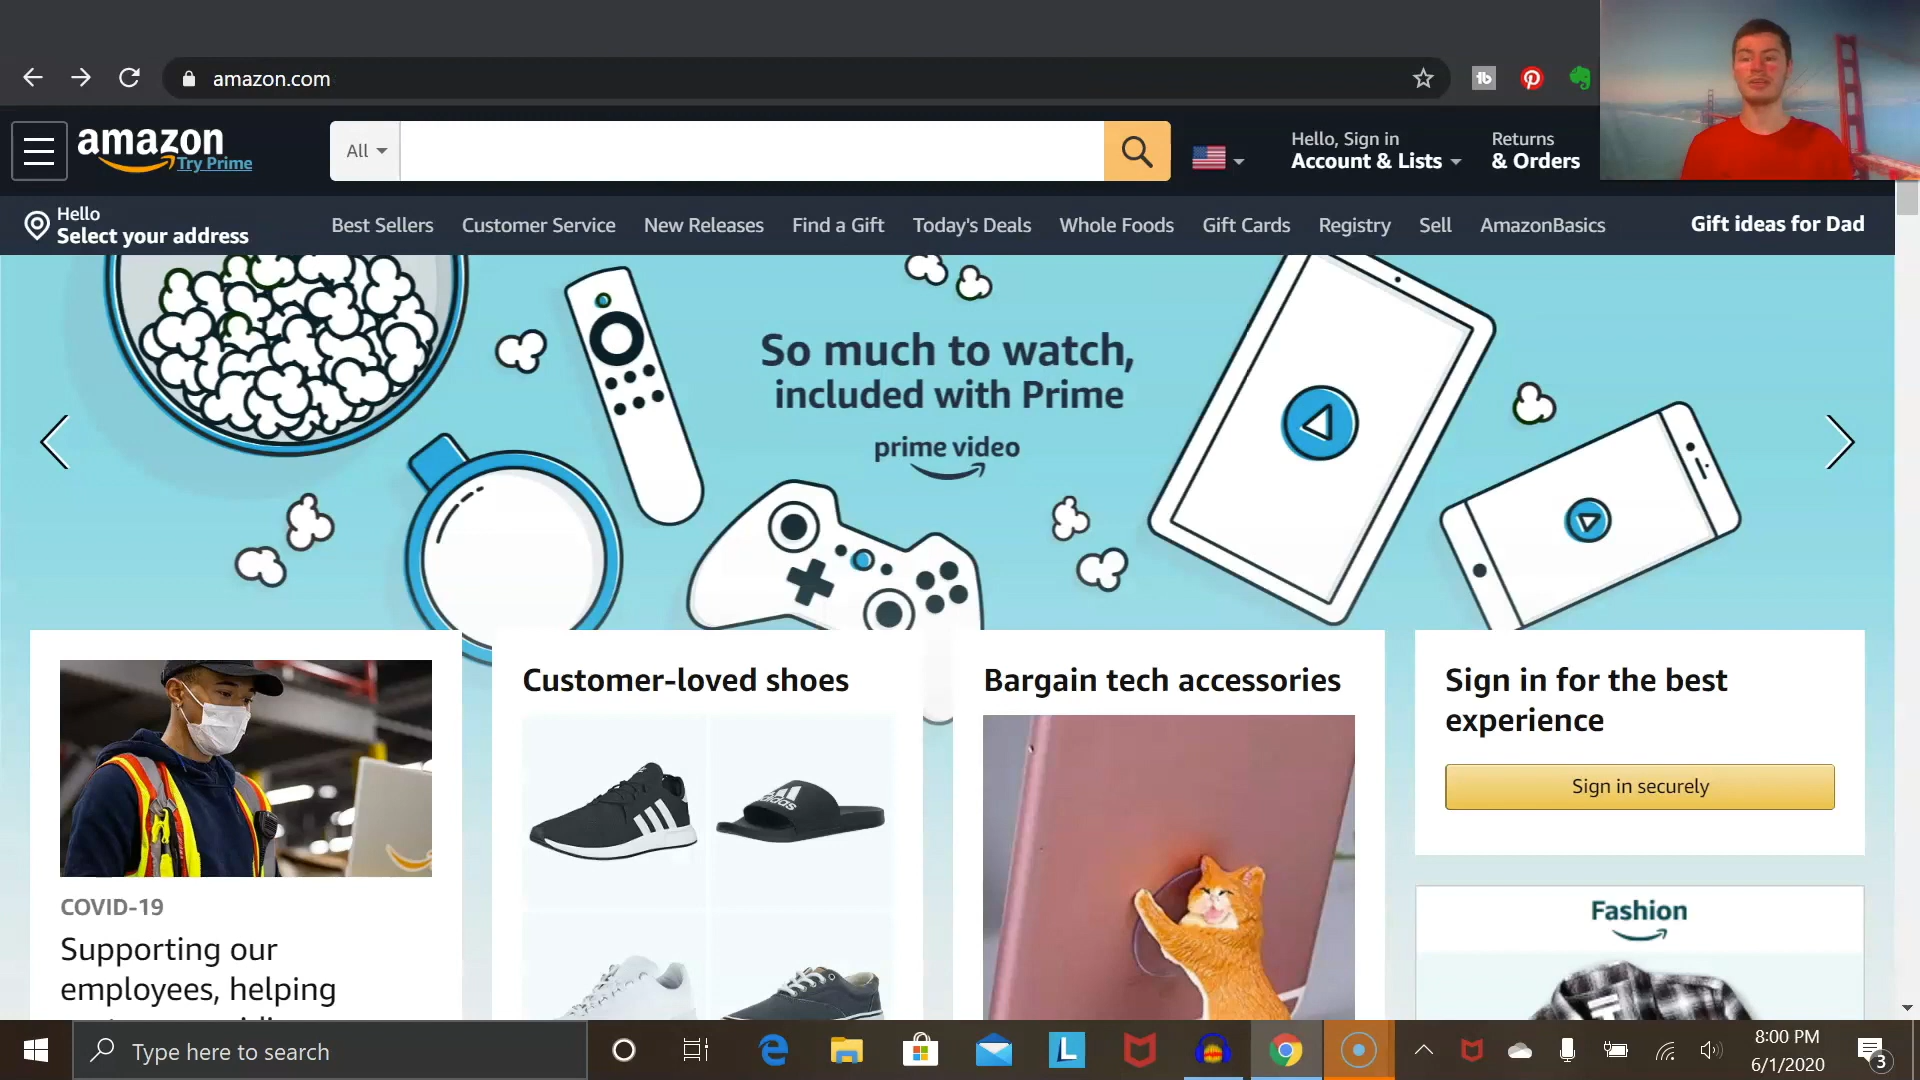 amazon.com
amazon
Try Prime
All
Hello, Sign in
Account & Lists
Returns
& Orders
Hello
Select your address
Best Sellers
Customer Service
New Releases
Find a Gift
Today's Deals
Whole Foods
Gift Cards
Registry
Sell
AmazonBasics
Gift ideas for Dad
So much to watch,
included with Prime
prime video
Customer-loved shoes
Bargain tech accessories
Sign in for the best
experience
Sign in securely
adidas
COVID-19
Supporting our
employees, helping
Fashion
Type here to search
8:00 PM
6/1/2020
3